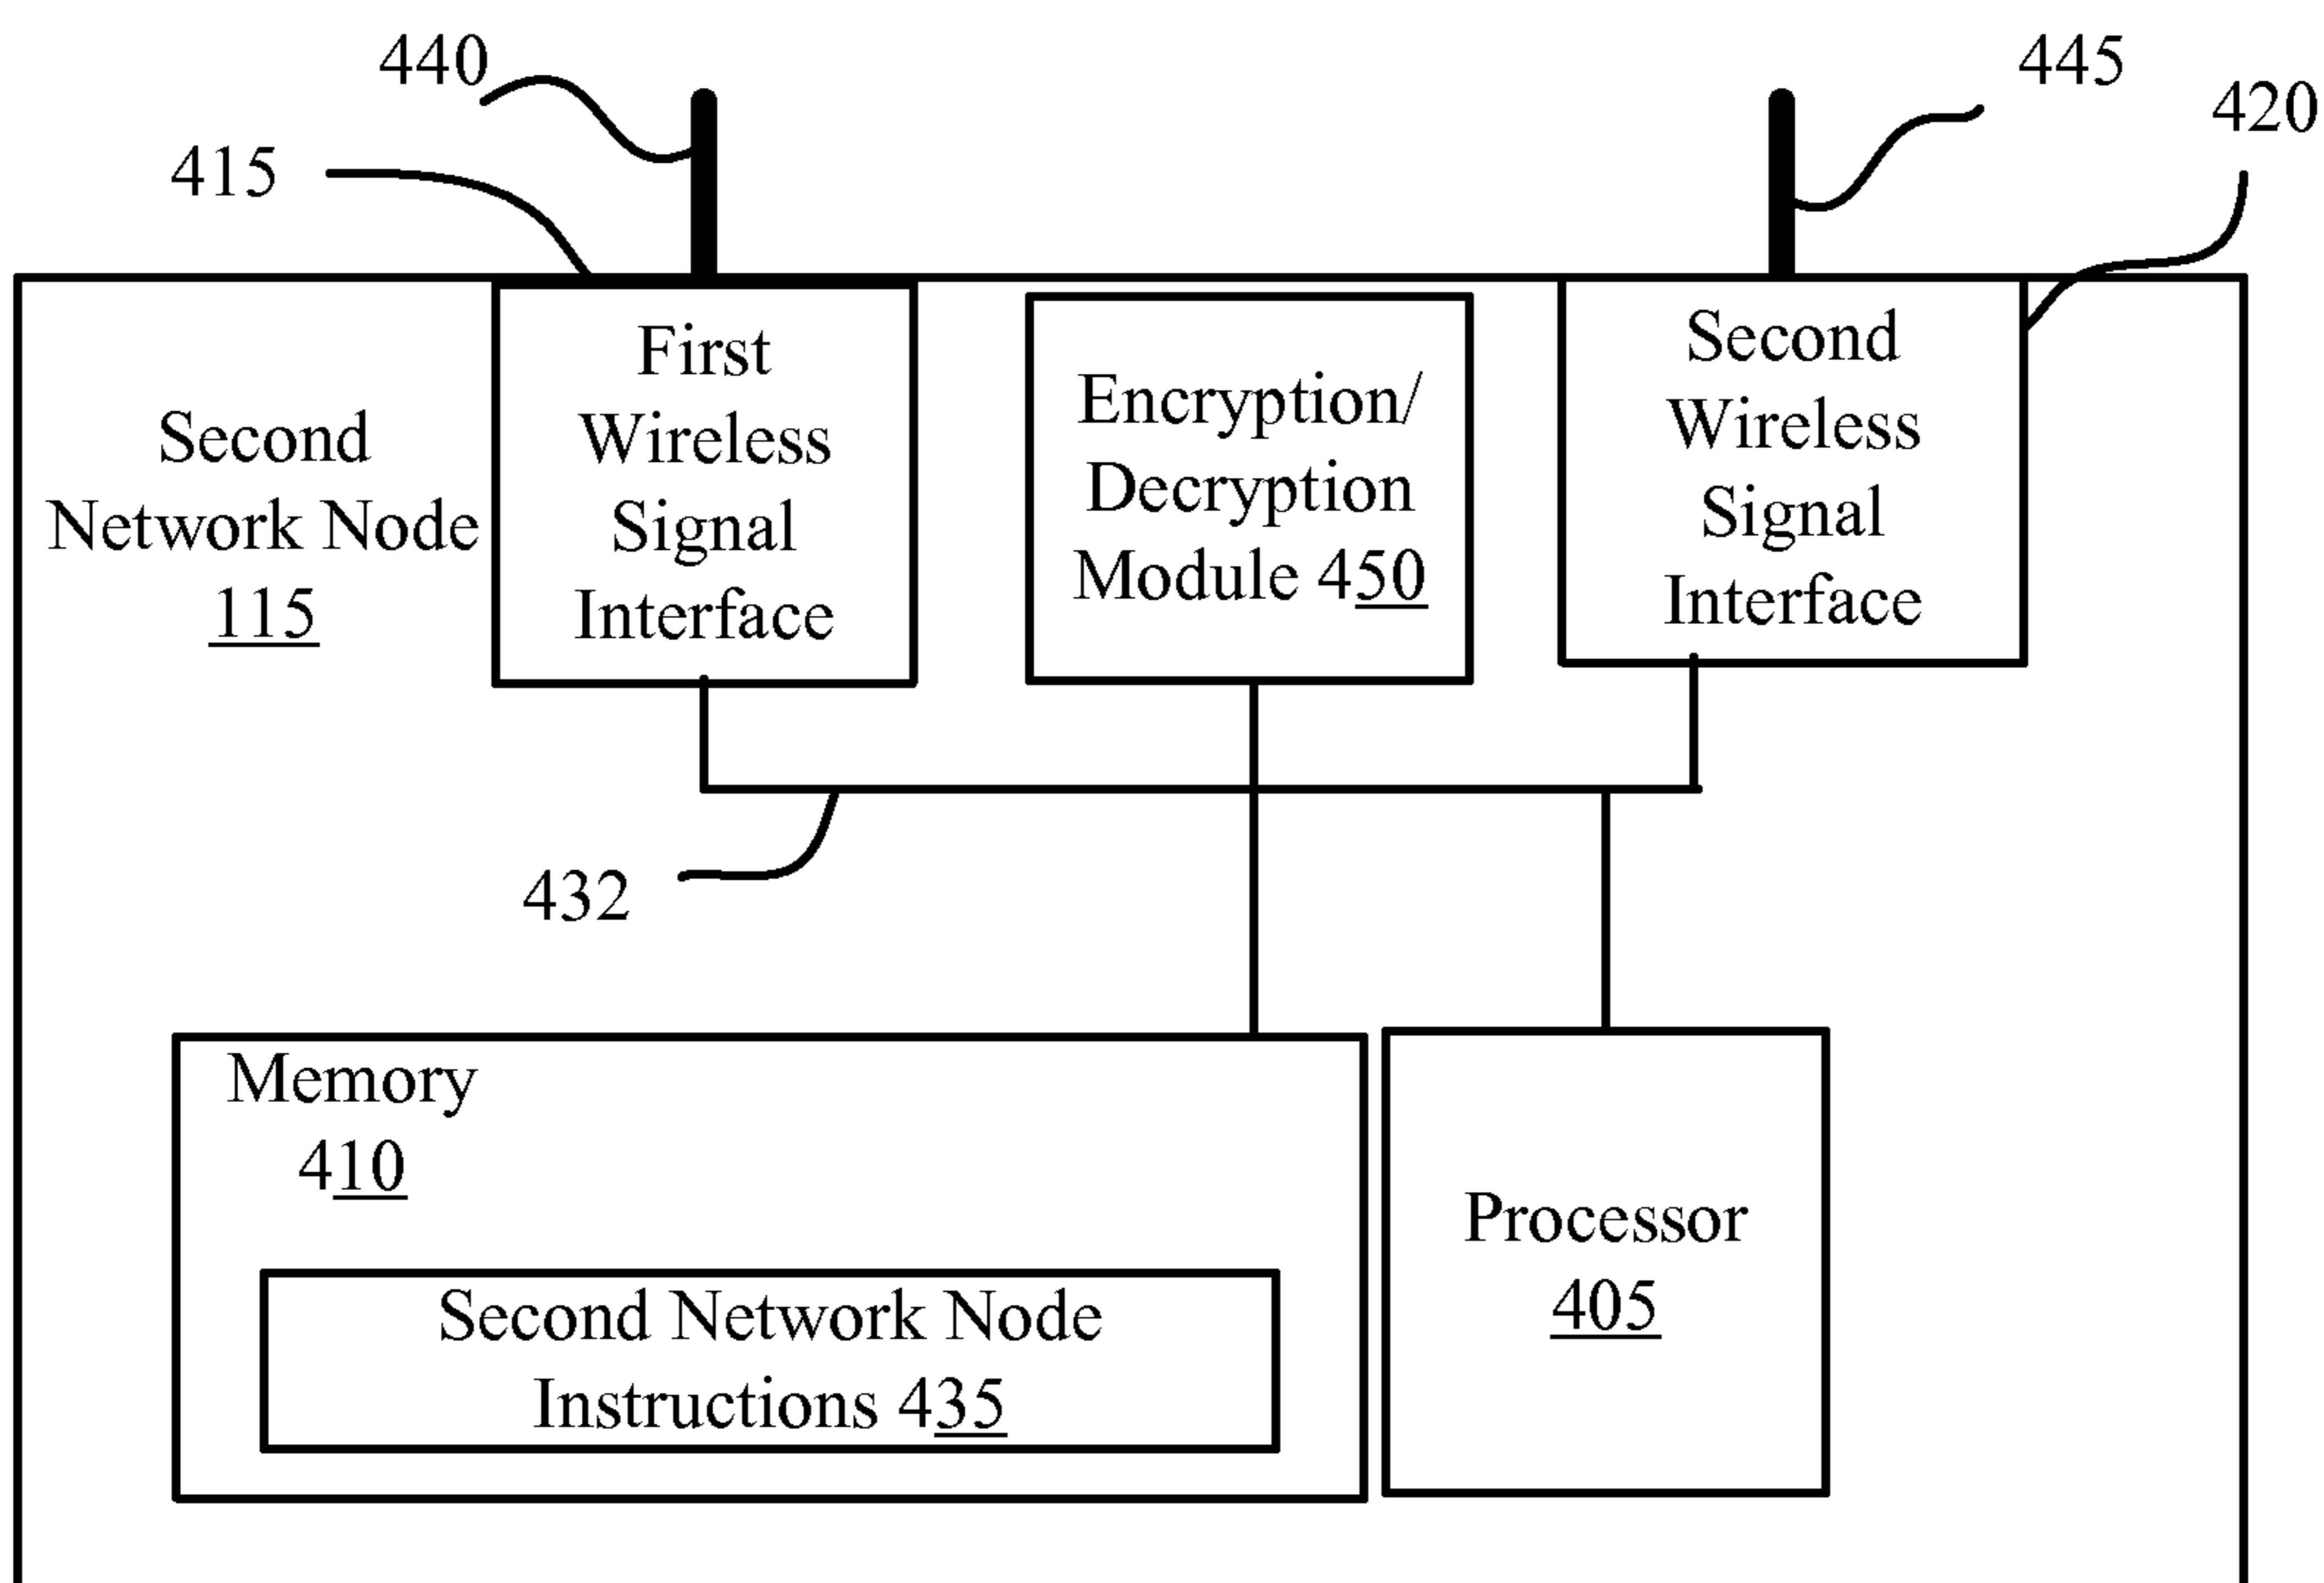 440
445
420
415
First
Wireless
Signal
Interface
Encryption/
Decryption
Module 450
Second
Wireless
Signal
Interface
Second
Network Node
115
432
Memory
410
Second Network Node
Instructions 435
Processor
405